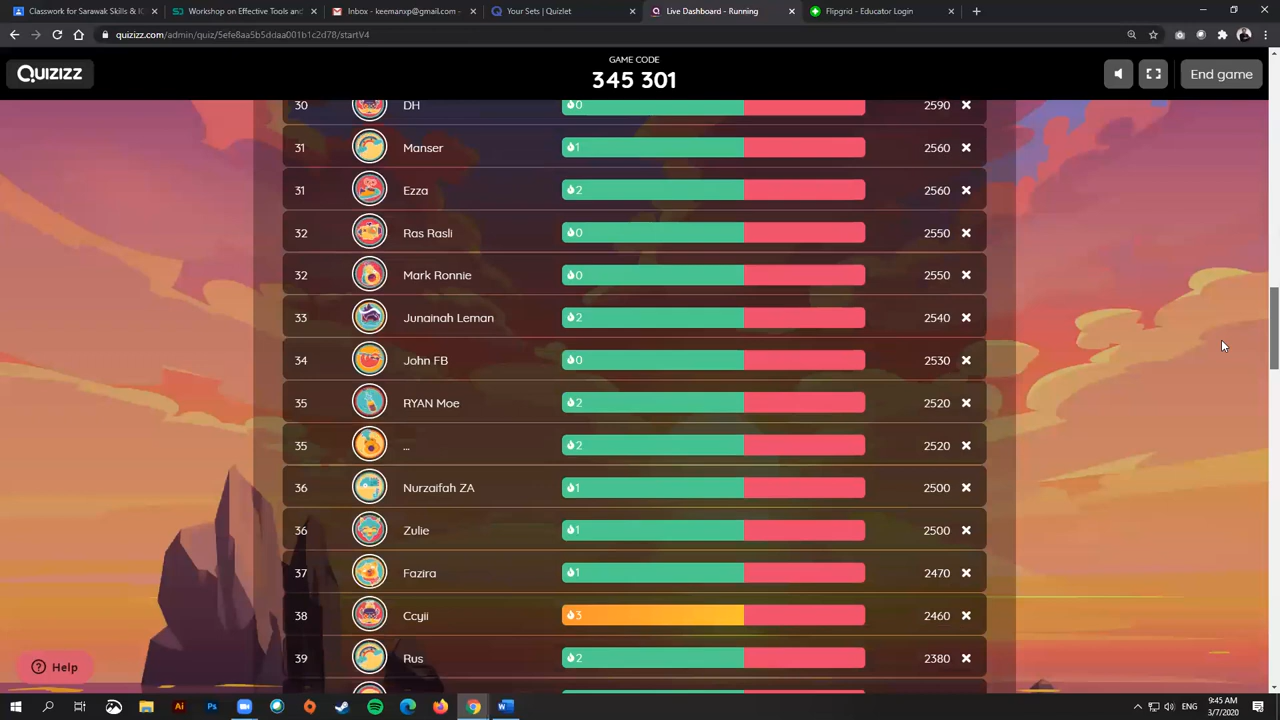 Classwork for Sarawak Skills & IC
Workshop on Effective Tools and
Inbox - keemanxp@gmail.com -
Your Sets | Quizlet
Live Dashboard - Running
Flipgrid - Educator Login
quizizz.com/admin/quiz/5efe8aa5b5ddaa001b1c2d78/startV4
Quizizz
GAME CODE
345 301
End game
30 DH 0 2590
31 Manser 1 2560
31 Ezza 2 2560
32 Ras Rasli 0 2550
32 Mark Ronnie 0 2550
33 Junainah Leman 2 2540
34 John FB 0 2530
35 RYAN Moe 2 2520
35 ... 2 2520
36 Nurzaifah ZA 1 2500
36 Zulie 1 2500
37 Fazira 1 2470
38 Ccyii 3 2460
39 Rus 2 2380
Help
Ai
Ps
ENG
9:45 AM
3/7/2020